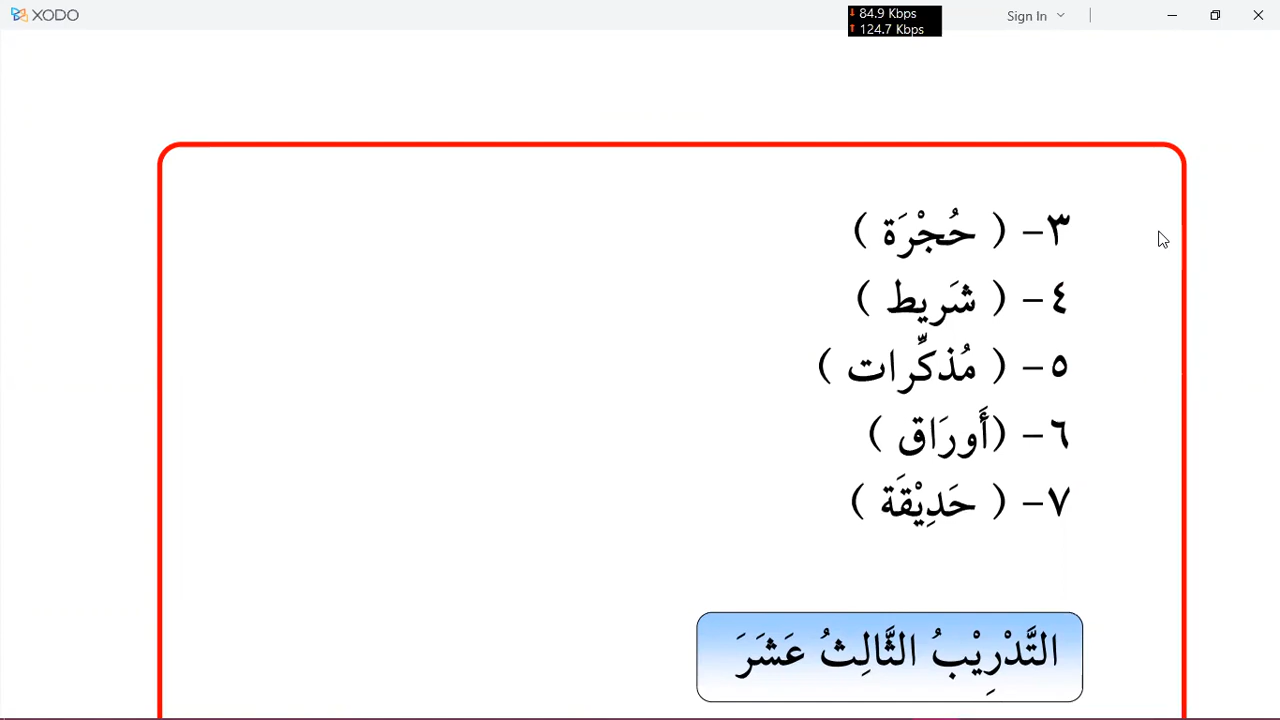 XODO
84.9 Kbps
124.7 Kbps
Sign In
٣- ( حُجْرَة )
٤- ( شَريط )
٥- ( مُذكِّرات )
٦- (أَورَاق )
٧- ( حَدِيْقَة )
التَّدْرِيْبُ الثَّالِثُ عَشَرَ